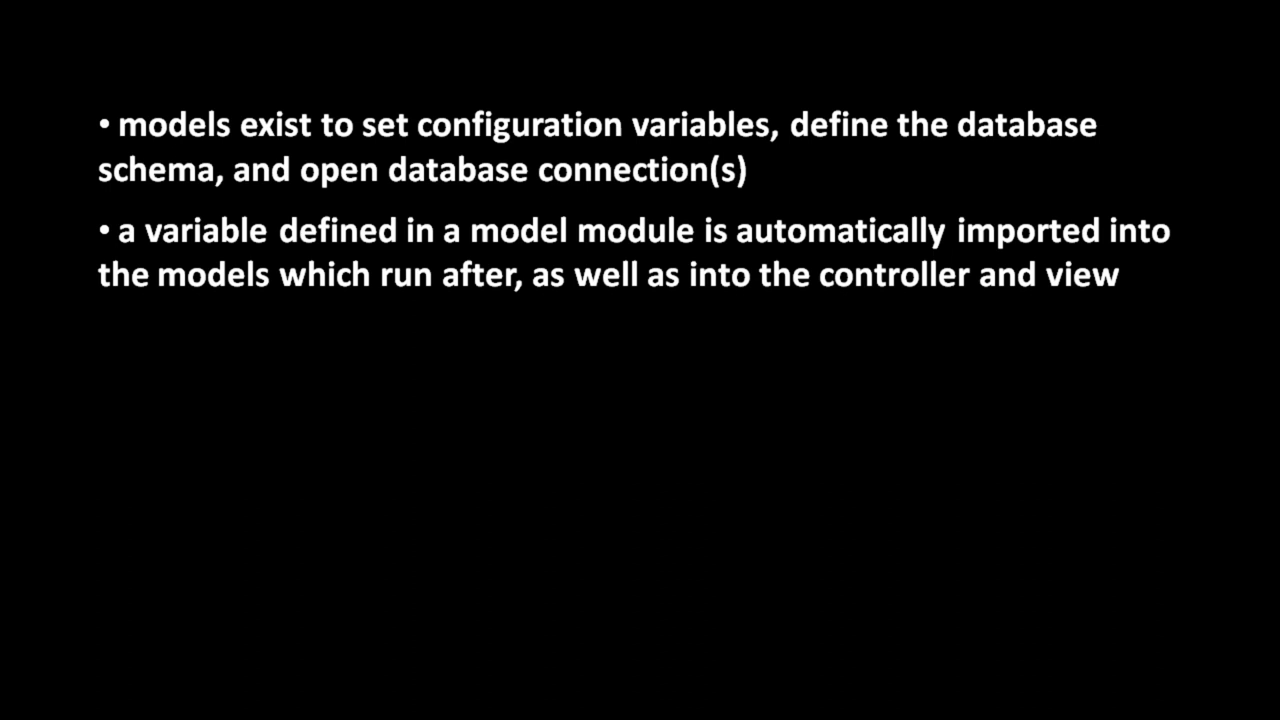 • models exist to set configuration variables, define the database
schema, and open database connection(s)
• a variable defined in a model module is automatically imported into
the models which run after, as well as into the controller and view